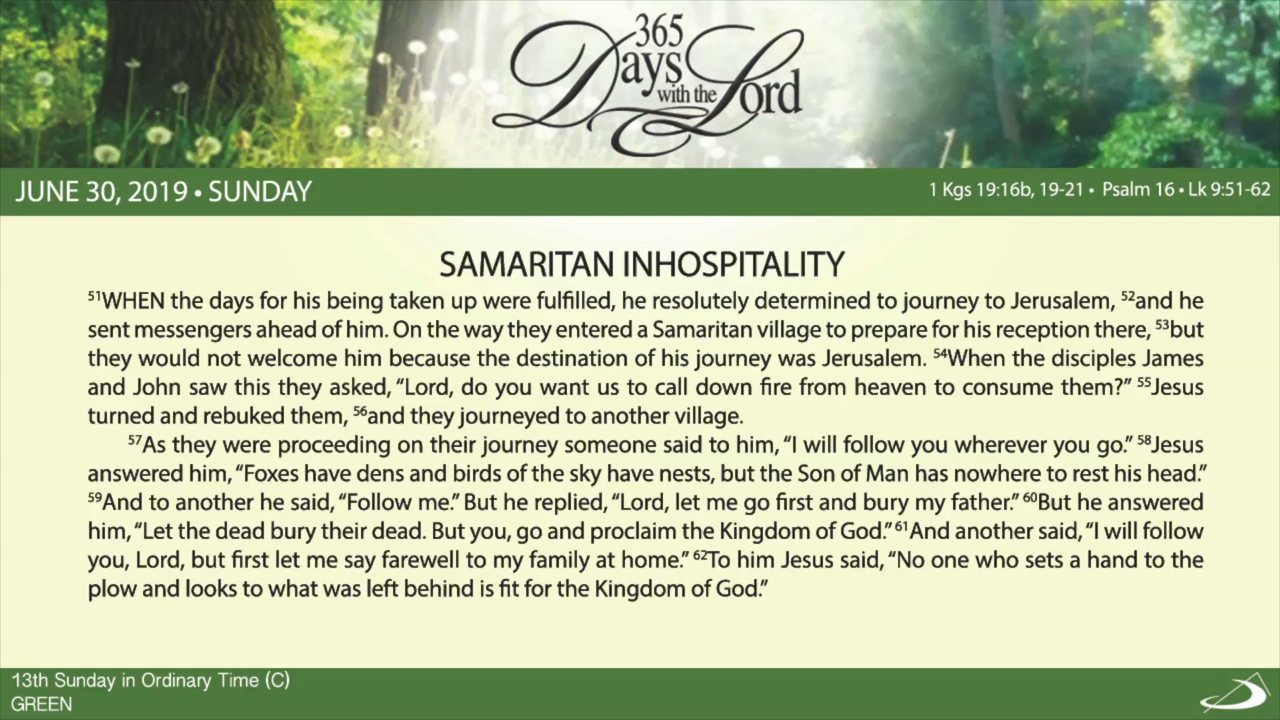 365
Days
with the Lord
JUNE 30, 2019 • SUNDAY
1 Kgs 19:16b, 19-21 • Psalm 16 • Lk 9:51-62
SAMARITAN INHOSPITALITY
⁵¹WHEN the days for his being taken up were fulfilled, he resolutely determined to journey to Jerusalem, ⁵²and he
sent messengers ahead of him. On the way they entered a Samaritan village to prepare for his reception there, ⁵³but
they would not welcome him because the destination of his journey was Jerusalem. ⁵⁴When the disciples James
and John saw this they asked, “Lord, do you want us to call down fire from heaven to consume them?” ⁵⁵Jesus
turned and rebuked them, ⁵⁶and they journeyed to another village.
⁵⁷As they were proceeding on their journey someone said to him, “I will follow you wherever you go.” ⁵⁸Jesus
answered him, “Foxes have dens and birds of the sky have nests, but the Son of Man has nowhere to rest his head.”
⁵⁹And to another he said, “Follow me.” But he replied, “Lord, let me go first and bury my father.” ⁶⁰But he answered
him, “Let the dead bury their dead. But you, go and proclaim the Kingdom of God.” ⁶¹And another said, “I will follow
you, Lord, but first let me say farewell to my family at home.” ⁶²To him Jesus said, “No one who sets a hand to the
plow and looks to what was left behind is fit for the Kingdom of God.”
13th Sunday in Ordinary Time (C)
GREEN